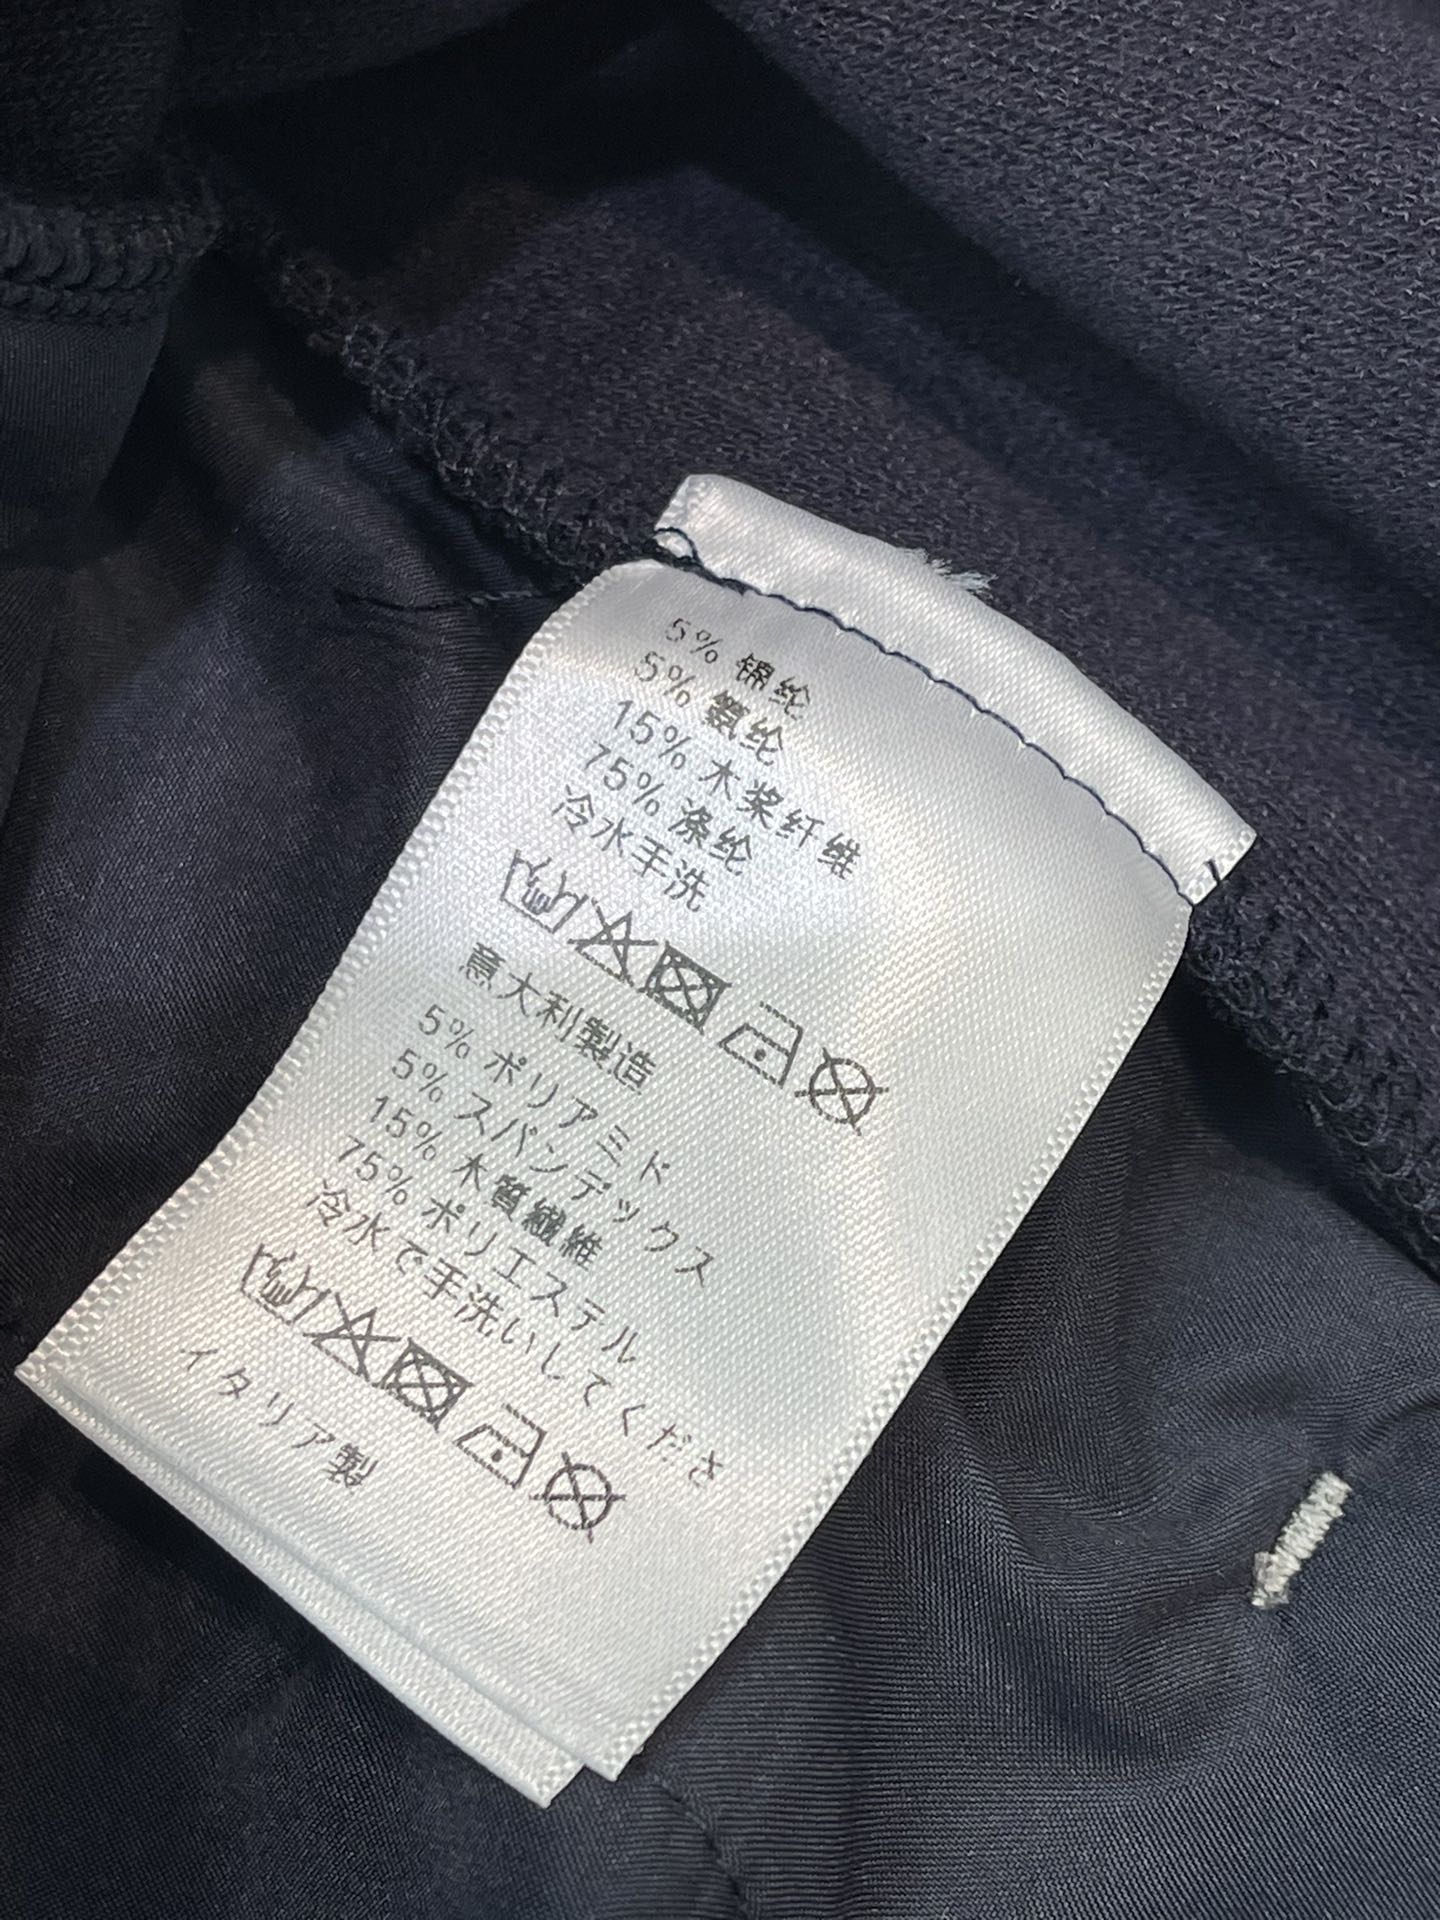 5% 锦纶
5% 氨纶
15% 木桨纤维
75% 涤纶
冷水手洗
意大利製造
5% ポリアミド
5% スパンデックス
15% 木質繊維
75% ポリエステル
冷水で手洗いしてくださ
イタリア製